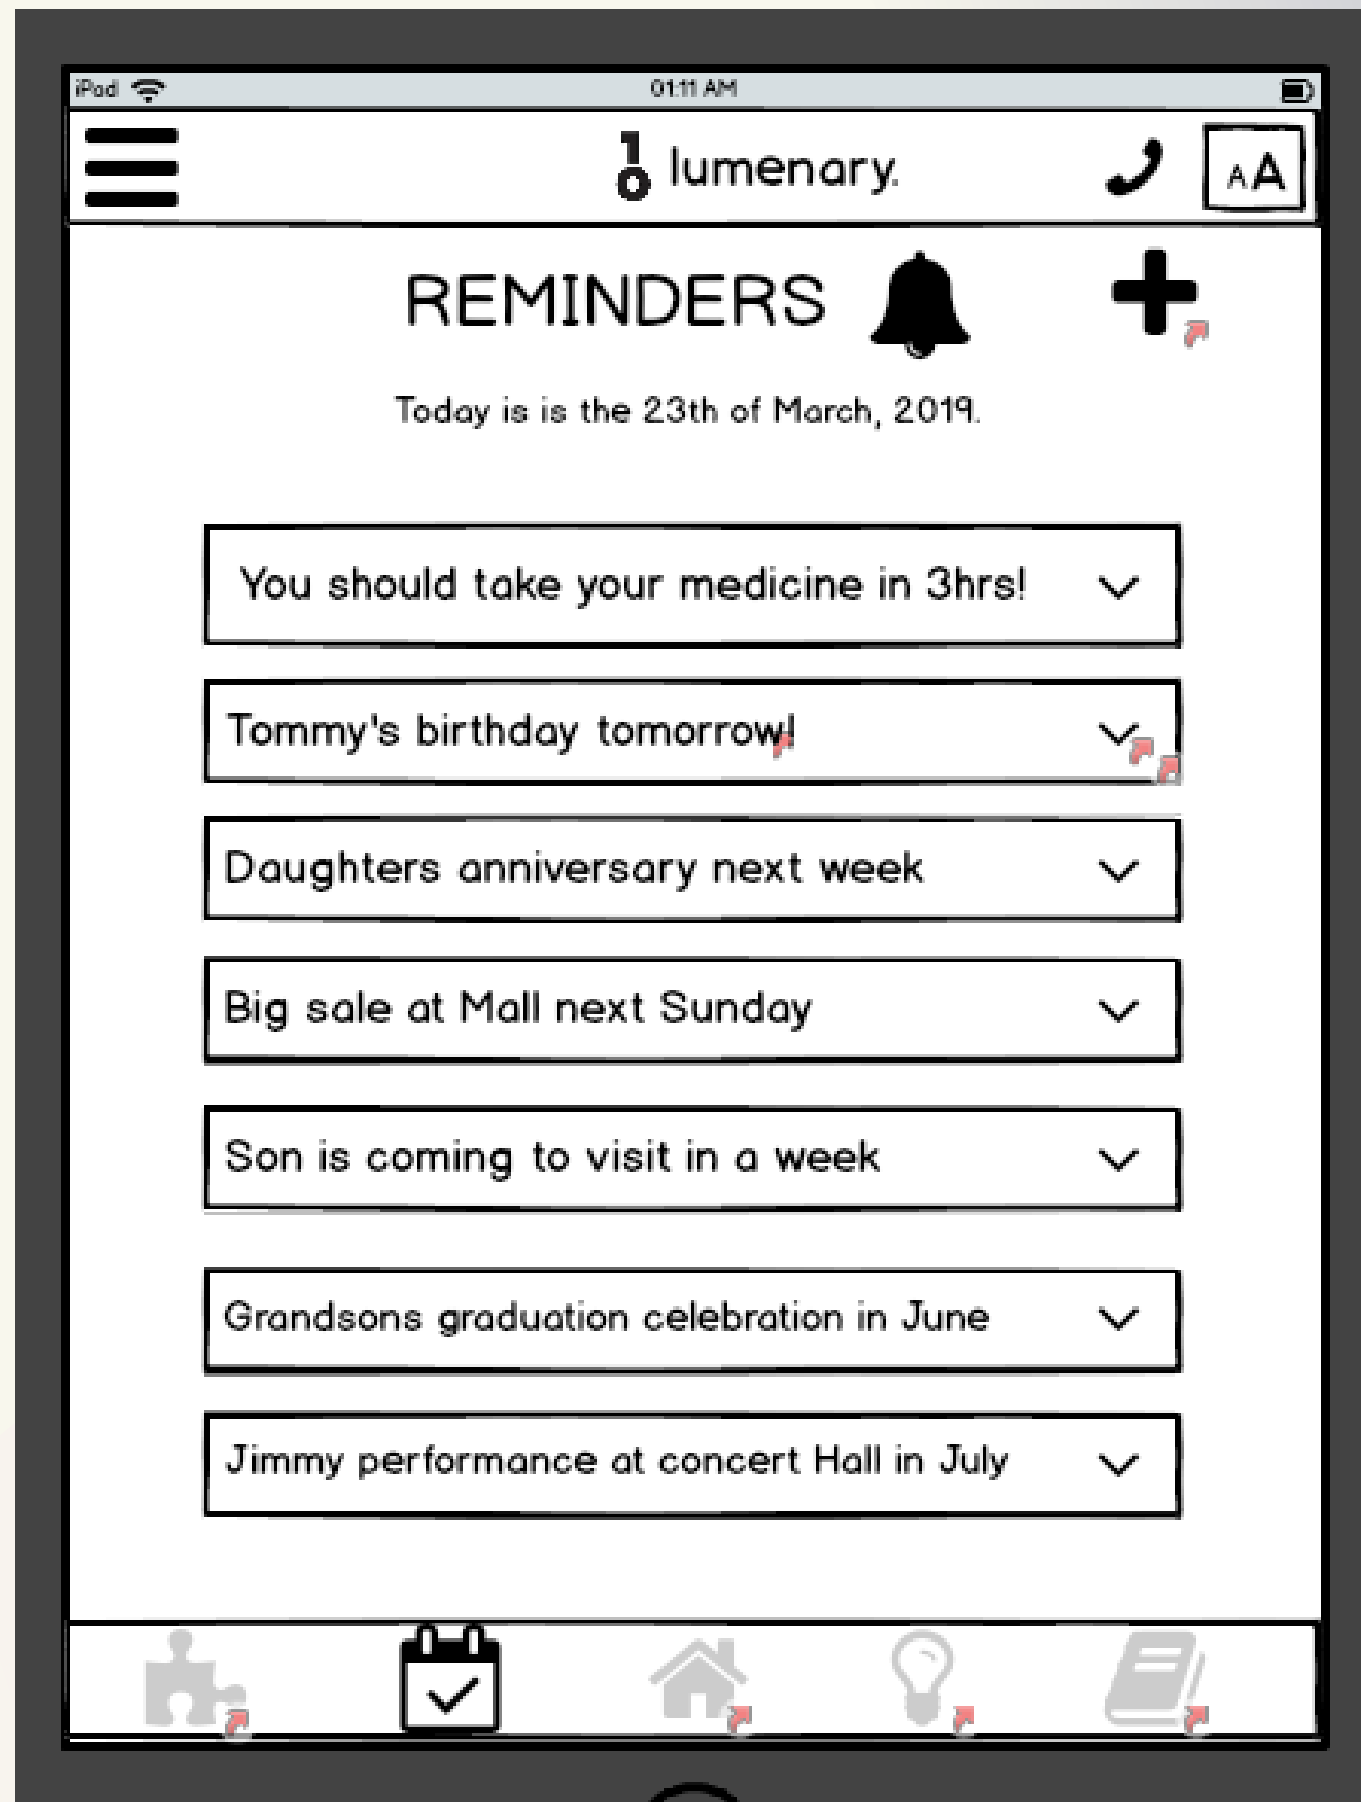 iPad 01:11 AM
lumenary.
AA
REMINDERS
Today is is the 23th of March, 2019.
You should take your medicine in 3hrs!
Tommy's birthday tomorrow!
Daughters anniversary next week
Big sale at Mall next Sunday
Son is coming to visit in a week
Grandsons graduation celebration in June
Jimmy performance at concert Hall in July